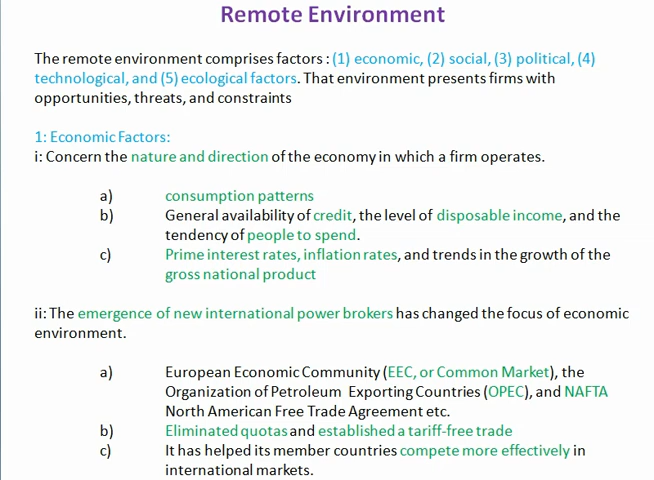 Remote Environment
The remote environment comprises factors : (1) economic, (2) social, (3) political, (4)
technological, and (5) ecological factors. That environment presents firms with
opportunities, threats, and constraints
1: Economic Factors:
i: Concern the nature and direction of the economy in which a firm operates.
a) consumption patterns
b) General availability of credit, the level of disposable income, and the
tendency of people to spend.
c) Prime interest rates, inflation rates, and trends in the growth of the
gross national product
ii: The emergence of new international power brokers has changed the focus of economic
environment.
a) European Economic Community (EEC, or Common Market), the
Organization of Petroleum Exporting Countries (OPEC), and NAFTA
North American Free Trade Agreement etc.
b) Eliminated quotas and established a tariff-free trade
c) It has helped its member countries compete more effectively in
international markets.